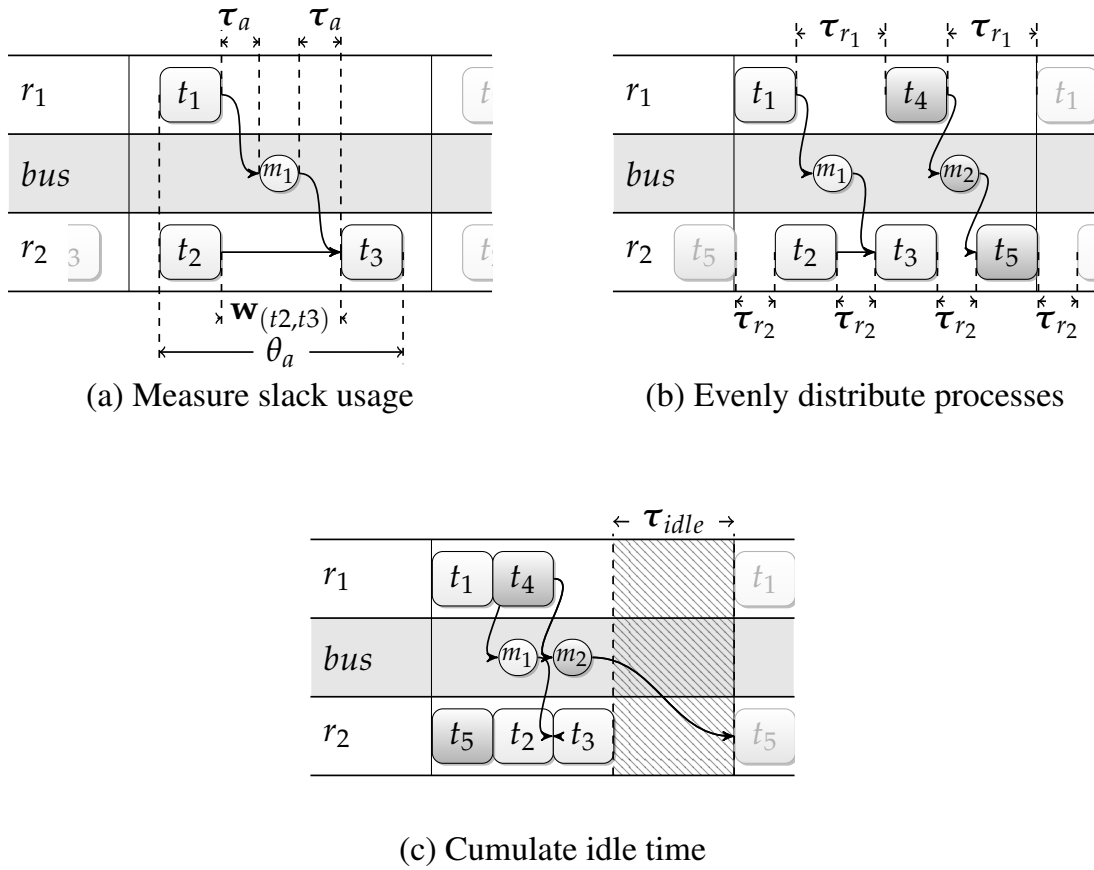 τa τa
r1 t1 t
bus m1
r2 3 t2 t3 t
w(t2,t3)
θa
(a) Measure slack usage
τr1 τr1
r1 t1 t4 t1
bus m1 m2
r2 t5 t2 t3 t5
τr2 τr2 τr2 τr2
(b) Evenly distribute processes
τidle
r1 t1 t4 t1
bus m1 m2
r2 t5 t2 t3 t5
(c) Cumulate idle time